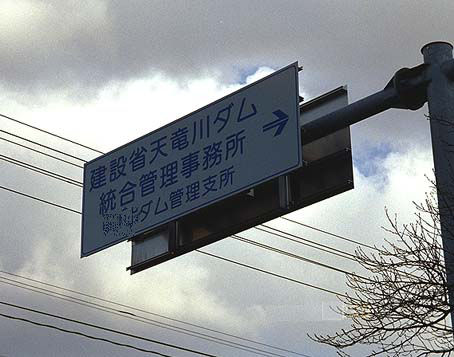 建設省天竜川ダム
統合管理事務所
ダム管理支所